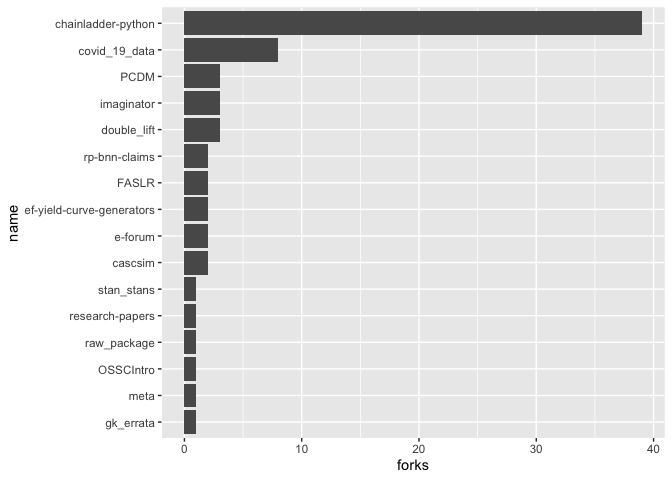 chainladder-python
covid_19_data
PCDM
imaginator
double_lift
rp-bnn-claims
FASLR
ef-yield-curve-generators
e-forum
cascsim
stan_stans
research-papers
raw_package
OSSCIntro
meta
gk_errata
name
0 10 20 30 40
forks